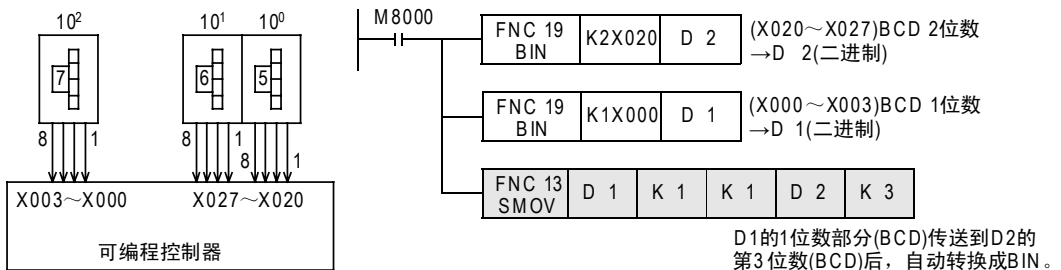 10² 10¹ 10⁰
7 6 5
8 1 8 1
8 1
X003～X000 X027～X020
可编程控制器
M8000
FNC 19
BIN K2X020 D 2
(X020～X027)BCD 2位数
→D 2(二进制)
FNC 19
BIN K1X000 D 1
(X000～X003)BCD 1位数
→D 1(二进制)
FNC 13
SMOV D 1 K 1 K 1 D 2 K 3
D1的1位数部分(BCD)传送到D2的
第3位数(BCD)后，自动转换成BIN。